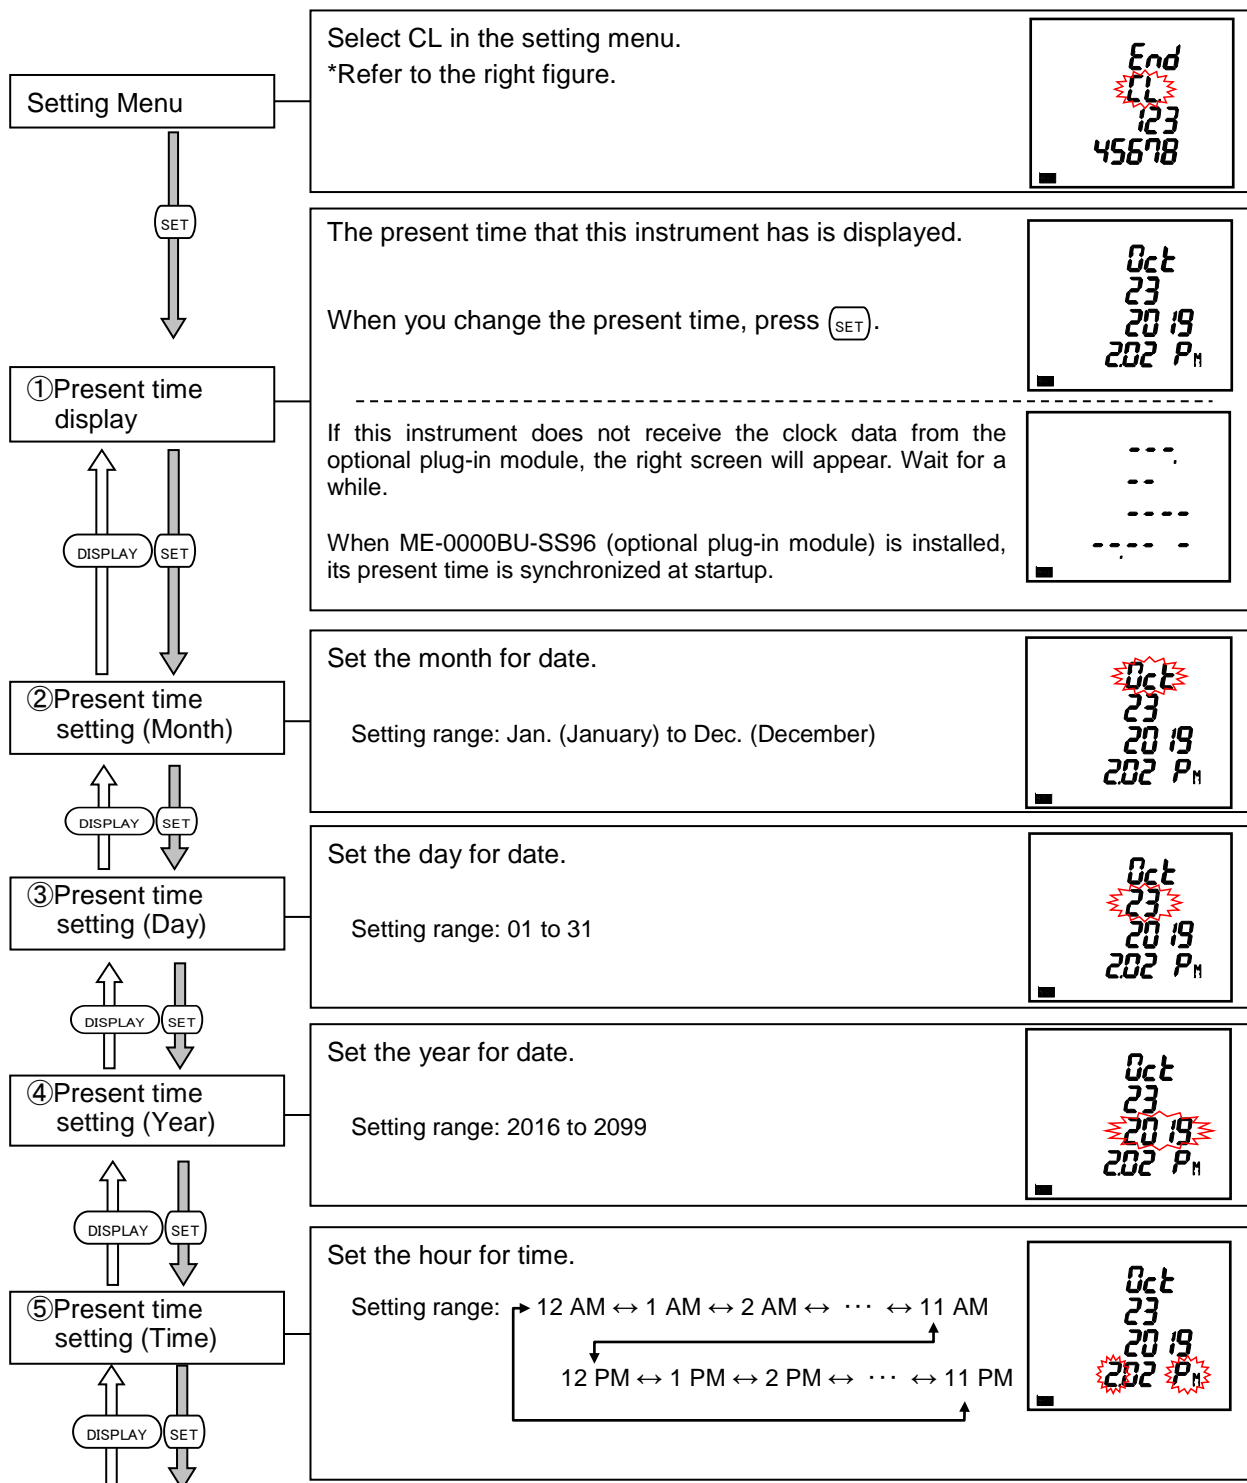 Setting Menu
Select CL in the setting menu.
*Refer to the right figure.
End
CL.
123
45678
SET
The present time that this instrument has is displayed.
When you change the present time, press SET.
Oct
23
2019
2.02 PM
①Present time
display
If this instrument does not receive the clock data from the
optional plug-in module, the right screen will appear. Wait for a
while.
When ME-0000BU-SS96 (optional plug-in module) is installed,
its present time is synchronized at startup.
---.
--
----
--.-- -
DISPLAY SET
②Present time
setting (Month)
Set the month for date.
Setting range: Jan. (January) to Dec. (December)
Oct
23
2019
2.02 PM
DISPLAY SET
③Present time
setting (Day)
Set the day for date.
Setting range: 01 to 31
Oct
23
2019
2.02 PM
DISPLAY SET
④Present time
setting (Year)
Set the year for date.
Setting range: 2016 to 2099
Oct
23
2019
2.02 PM
DISPLAY SET
⑤Present time
setting (Time)
Set the hour for time.
Setting range: 12 AM ↔ 1 AM ↔ 2 AM ↔ ··· ↔ 11 AM
12 PM ↔ 1 PM ↔ 2 PM ↔ ··· ↔ 11 PM
Oct
23
2019
2.02 PM
DISPLAY SET